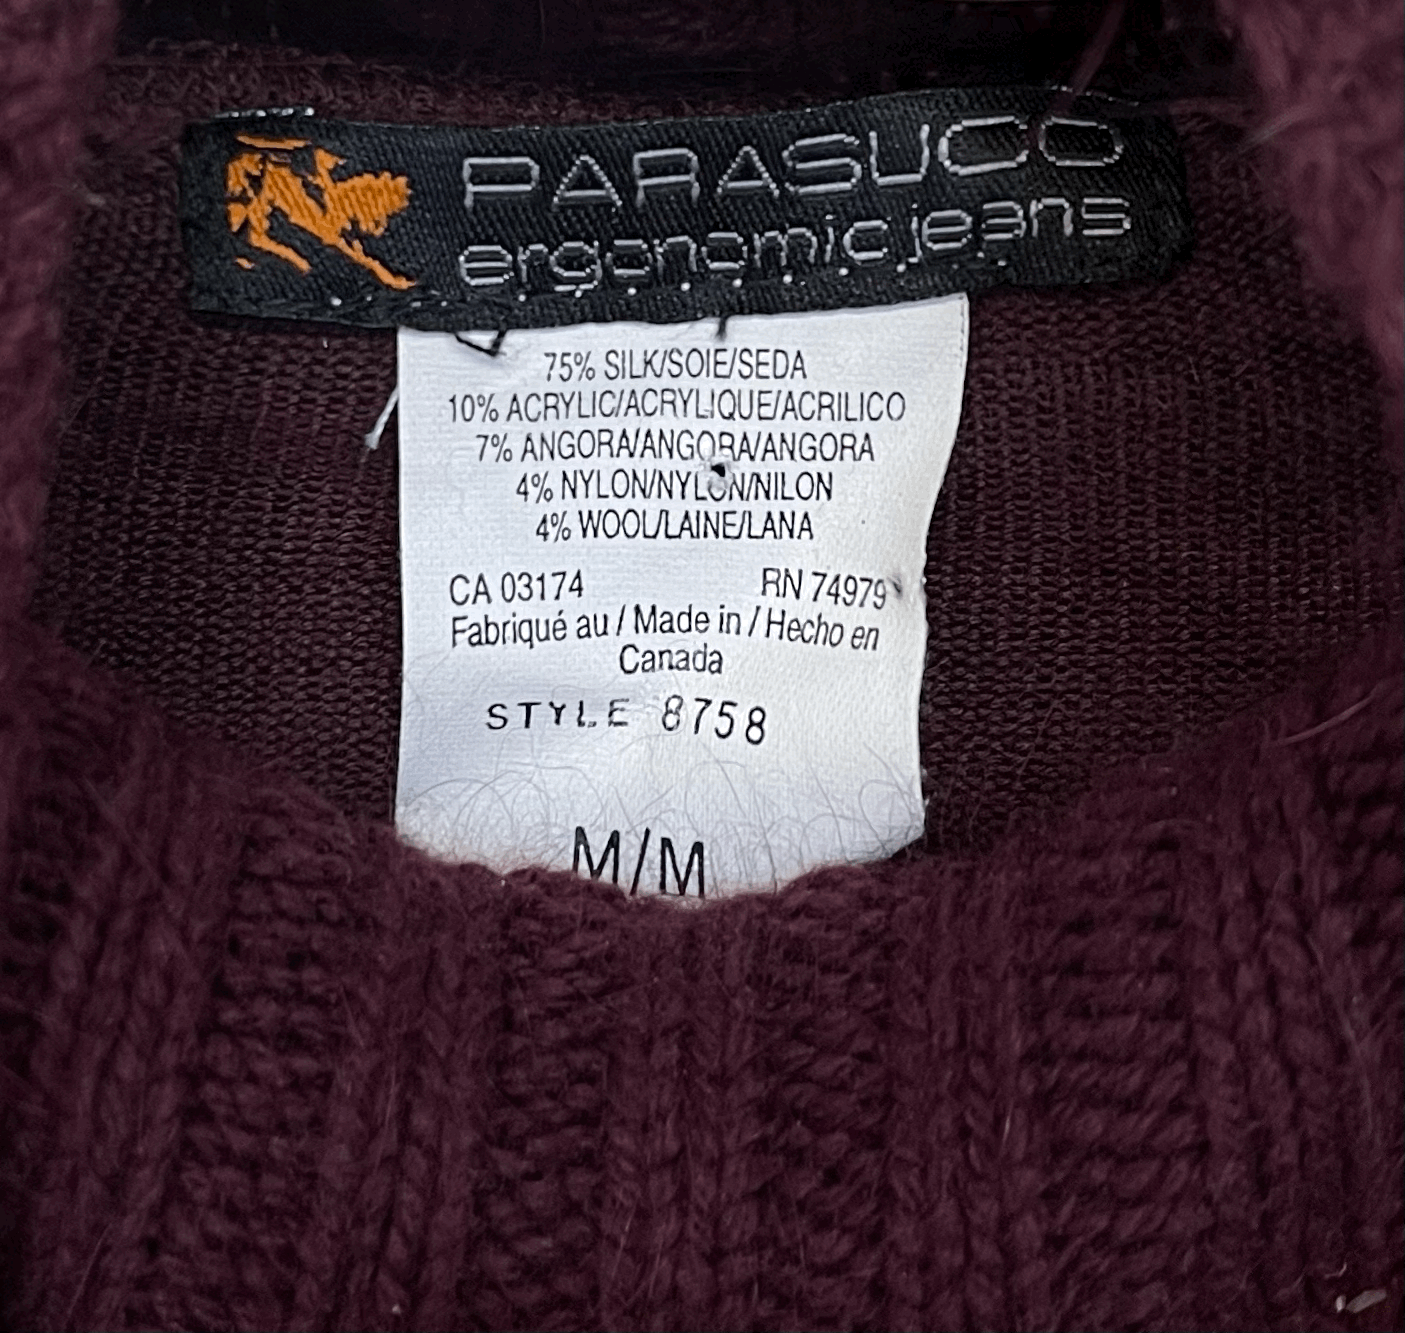 PARASUCO
ergonomic jeans
75% SILK/SOIE/SEDA
10% ACRYLIC/ACRYLIQUE/ACRILICO
7% ANGORA/ANGORA/ANGORA
4% NYLON/NYLON/NILON
4% WOOL/LAINE/LANA
CA 03174 RN 74979
Fabriqué au / Made in / Hecho en
Canada
STYLE 8758
M/M